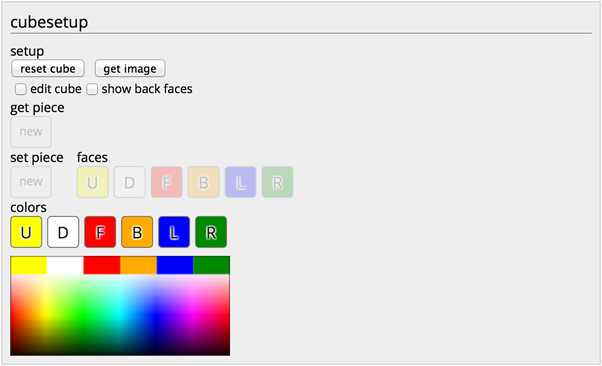 cubesetup
setup
reset cube get image
edit cube show back faces
get piece
new
set piece faces
new U D F B L R
colors
U D F B L R